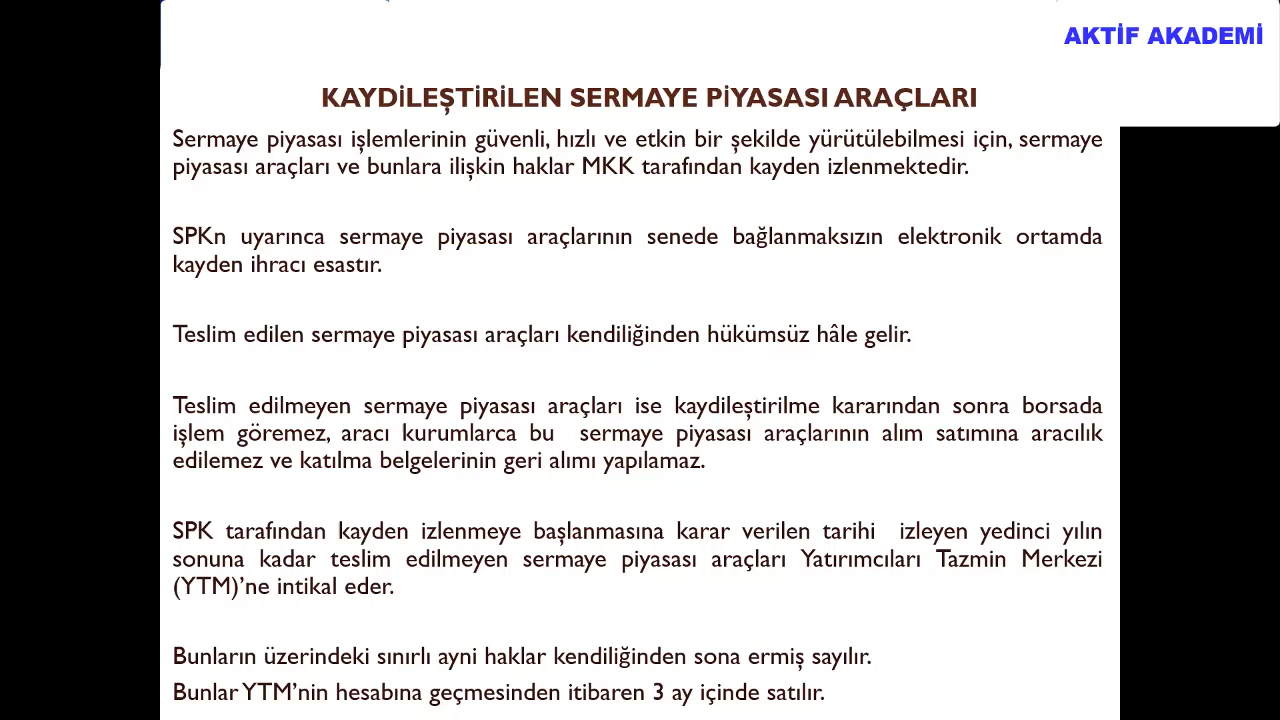 AKTİF AKADEMİ
KAYDİLEŞTİRİLEN SERMAYE PİYASASI ARAÇLARI
Sermaye piyasası işlemlerinin güvenli, hızlı ve etkin bir şekilde yürütülebilmesi için, sermaye
piyasası araçları ve bunlara ilişkin haklar MKK tarafından kayden izlenmektedir.
SPKn uyarınca sermaye piyasası araçlarının senede bağlanmaksızın elektronik ortamda
kayden ihracı esastır.
Teslim edilen sermaye piyasası araçları kendiliğinden hükümsüz hâle gelir.
Teslim edilmeyen sermaye piyasası araçları ise kaydileştirilme kararından sonra borsada
işlem göremez, aracı kurumlarca bu sermaye piyasası araçlarının alım satımına aracılık
edilemez ve katılma belgelerinin geri alımı yapılamaz.
SPK tarafından kayden izlenmeye başlanmasına karar verilen tarihi izleyen yedinci yılın
sonuna kadar teslim edilmeyen sermaye piyasası araçları Yatırımcıları Tazmin Merkezi
(YTM)’ne intikal eder.
Bunların üzerindeki sınırlı ayni haklar kendiliğinden sona ermiş sayılır.
Bunlar YTM’nin hesabına geçmesinden itibaren 3 ay içinde satılır.